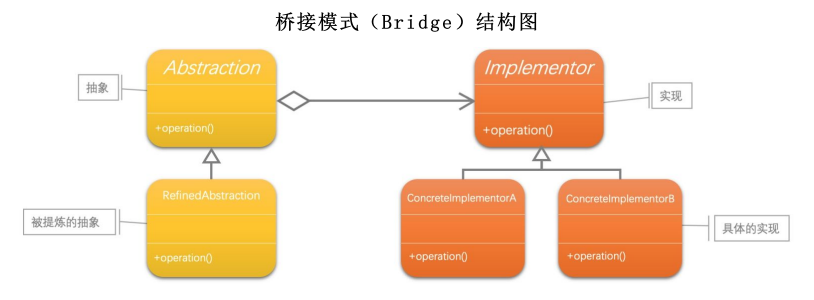 桥接模式（Bridge）结构图
抽象
Abstraction
+operation()
Implementor
+operation()
实现
被提炼的抽象
RefinedAbstraction
+operation()
ConcreteImplementorA
+operation()
ConcreteImplementorB
+operation()
具体的实现